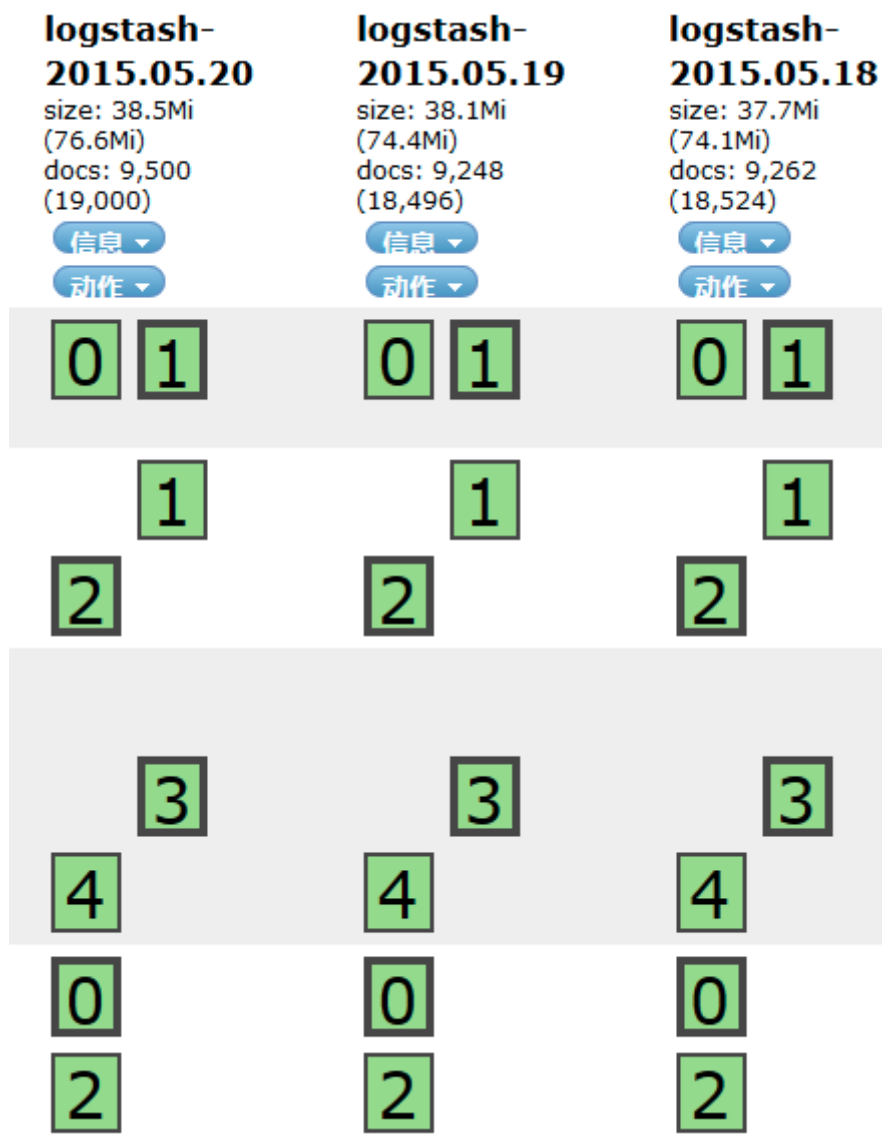 logstash-
2015.05.20
size: 38.5Mi
(76.6Mi)
docs: 9,500
(19,000)
信息
动作
logstash-
2015.05.19
size: 38.1Mi
(74.4Mi)
docs: 9,248
(18,496)
信息
动作
logstash-
2015.05.18
size: 37.7Mi
(74.1Mi)
docs: 9,262
(18,524)
信息
动作
0 1 0 1 0 1
1 1 1
2 2 2
3 3 3
4 4 4
0 0 0
2 2 2